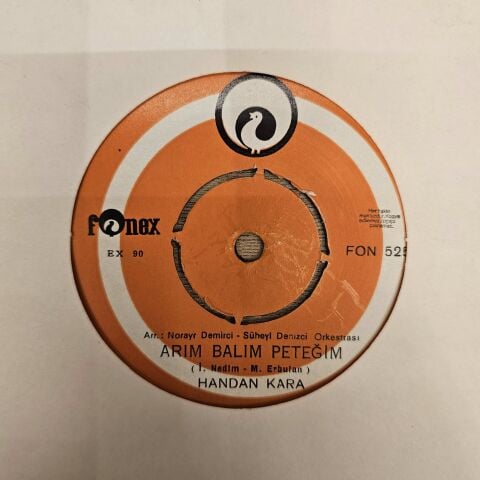 fonex
EX 90
FON 525
Arr.: Norayr Demirci - Süheyl Denizci Orkestrası
ARIM BALIM PETEĞİM
( İ. Nedim - M. Erbulan )
HANDAN KARA